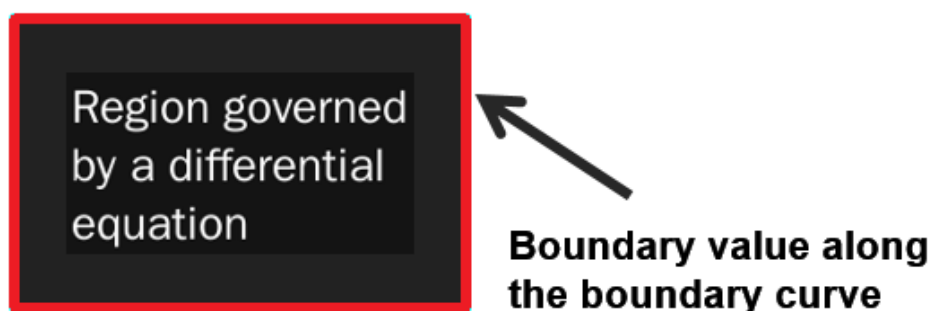 Region governed
by a differential
equation
Boundary value along
the boundary curve